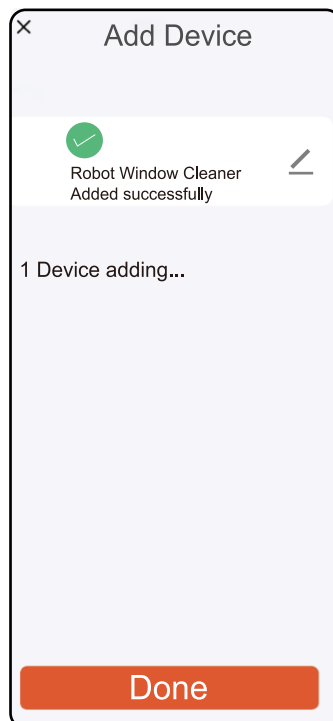 Add Device
Robot Window Cleaner
Added successfully
1 Device adding...
Done